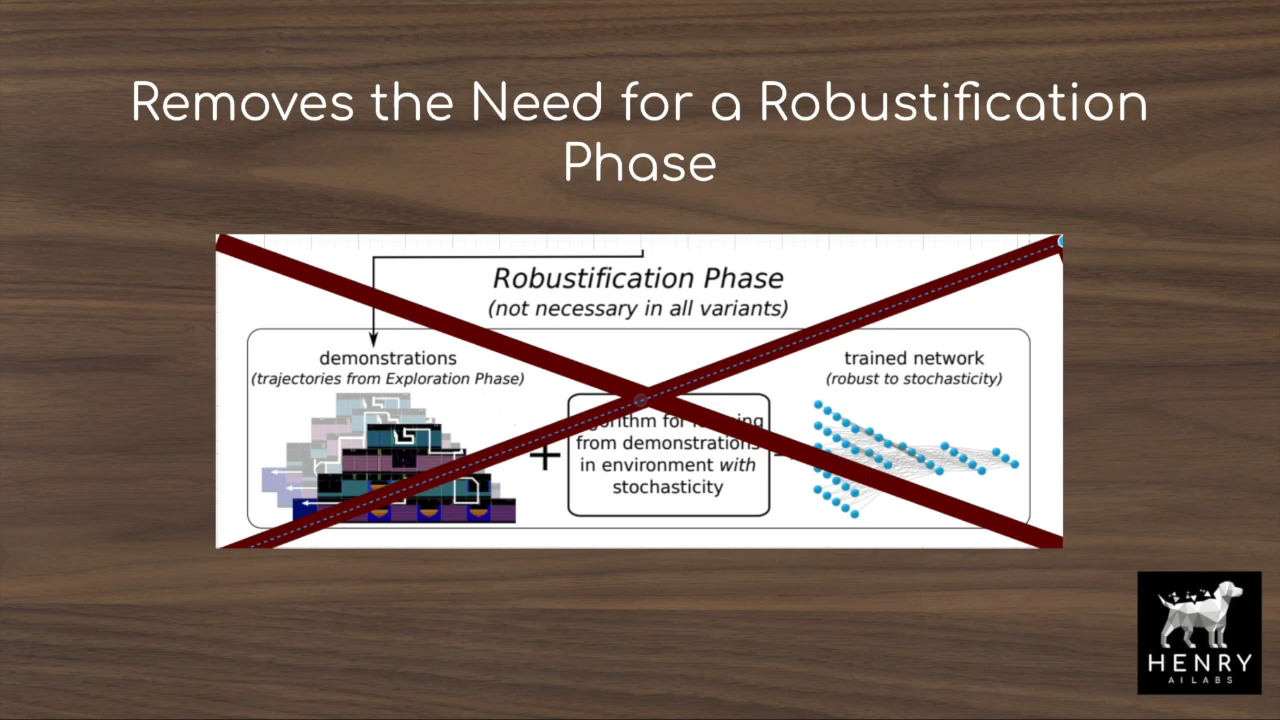 Removes the Need for a Robustification
Phase
Robustification Phase
(not necessary in all variants)
demonstrations
(trajectories from Exploration Phase)
trained network
(robust to stochasticity)
for
from demonstrations
in environment with
stochasticity
+
HENRY
AI LABS